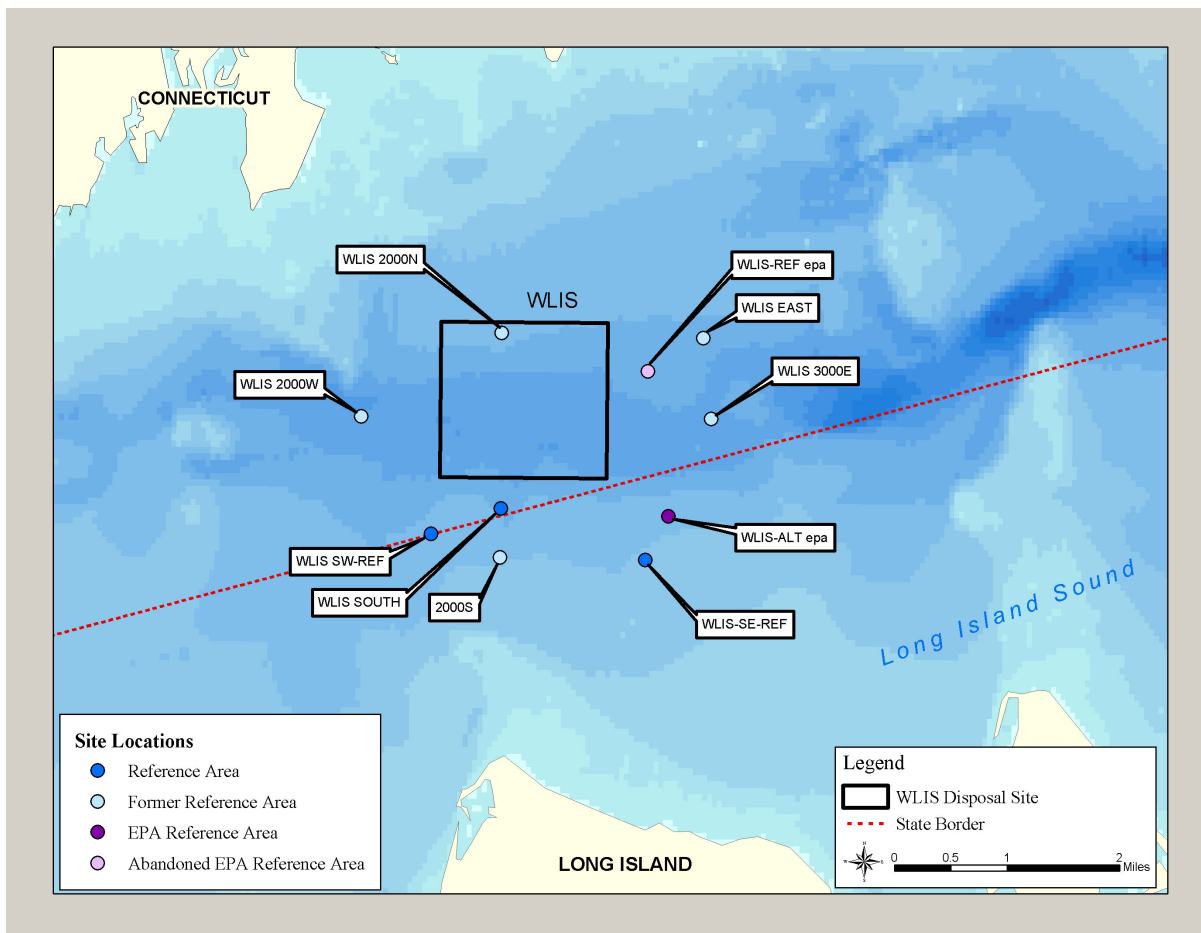 CONNECTICUT
WLIS 2000N
WLIS-REF epa
WLIS
WLIS EAST
WLIS 2000W
WLIS 3000E
WLIS SW-REF
WLIS-ALT epa
WLIS SOUTH
2000S
WLIS-SE-REF
Long Island Sound
Site Locations
Reference Area
Former Reference Area
EPA Reference Area
Abandoned EPA Reference Area
LONG ISLAND
Legend
WLIS Disposal Site
State Border
N
W E
S
0 0.5 1 2
Miles